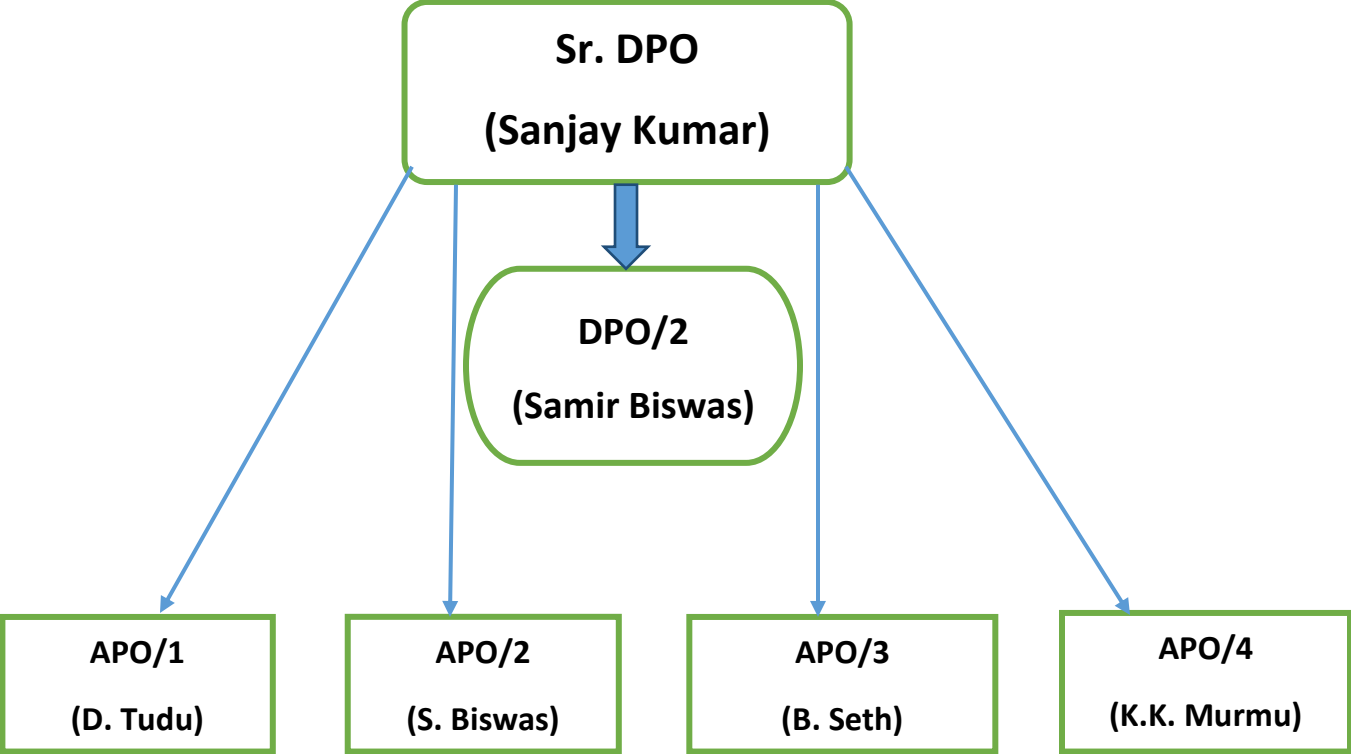 Sr. DPO
(Sanjay Kumar)
DPO/2
(Samir Biswas)
APO/1
(D. Tudu)
APO/2
(S. Biswas)
APO/3
(B. Seth)
APO/4
(K.K. Murmu)